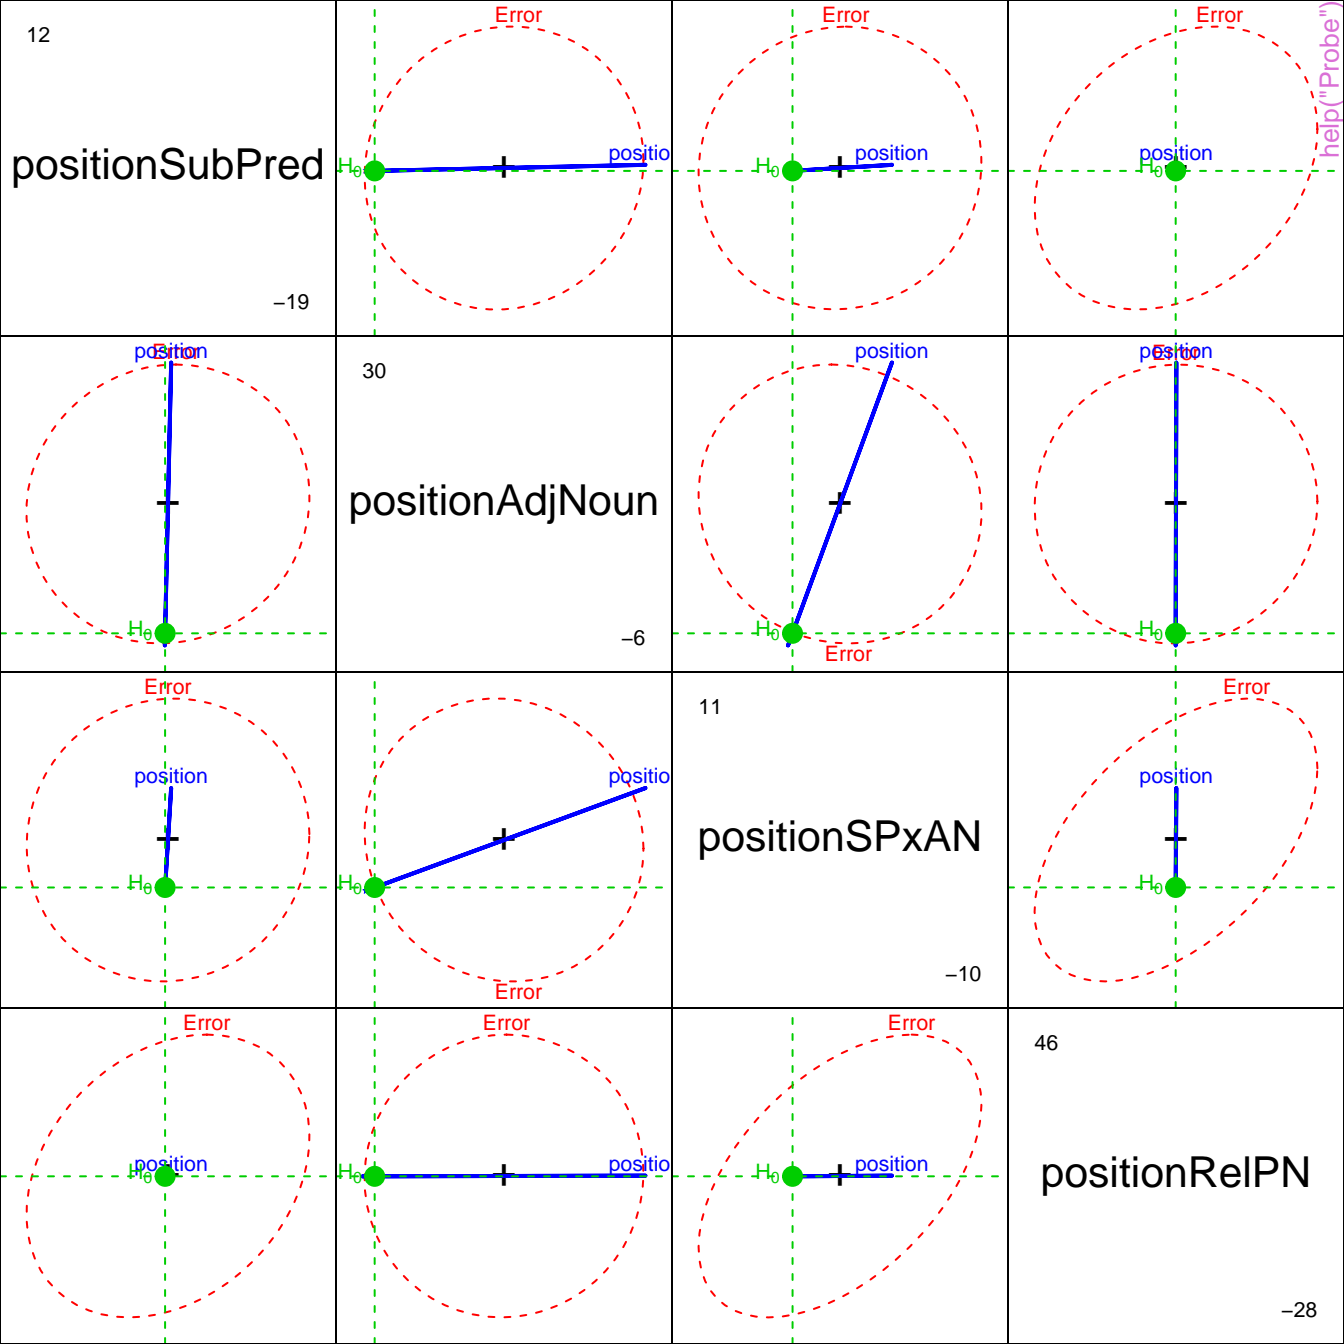 12
positionSubPred
−19
Error
H0
positio
Error
H0
position
Error
H0
position
help("Probe")
position
Error
H0
30
positionAdjNoun
−6
position
H0
Error
position
Error
H0
Error
position
H0
positio
H0
Error
11
positionSPxAN
−10
Error
position
H0
Error
position
H0
Error
positio
H0
Error
position
H0
46
positionRelPN
−28